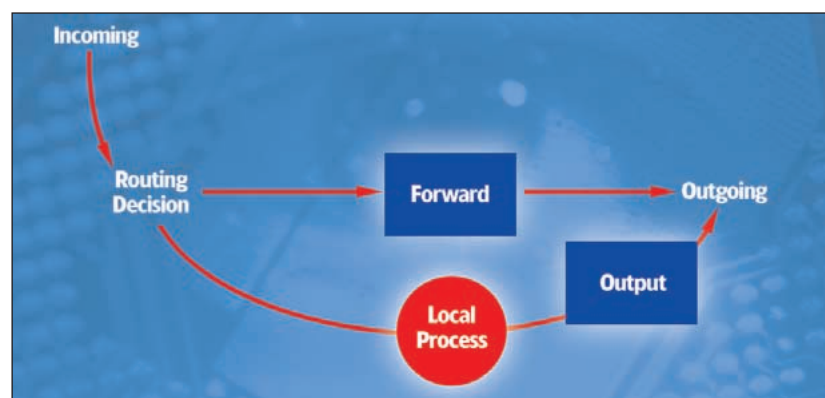 Incoming
Routing
Decision
Forward
Outgoing
Output
Local
Process